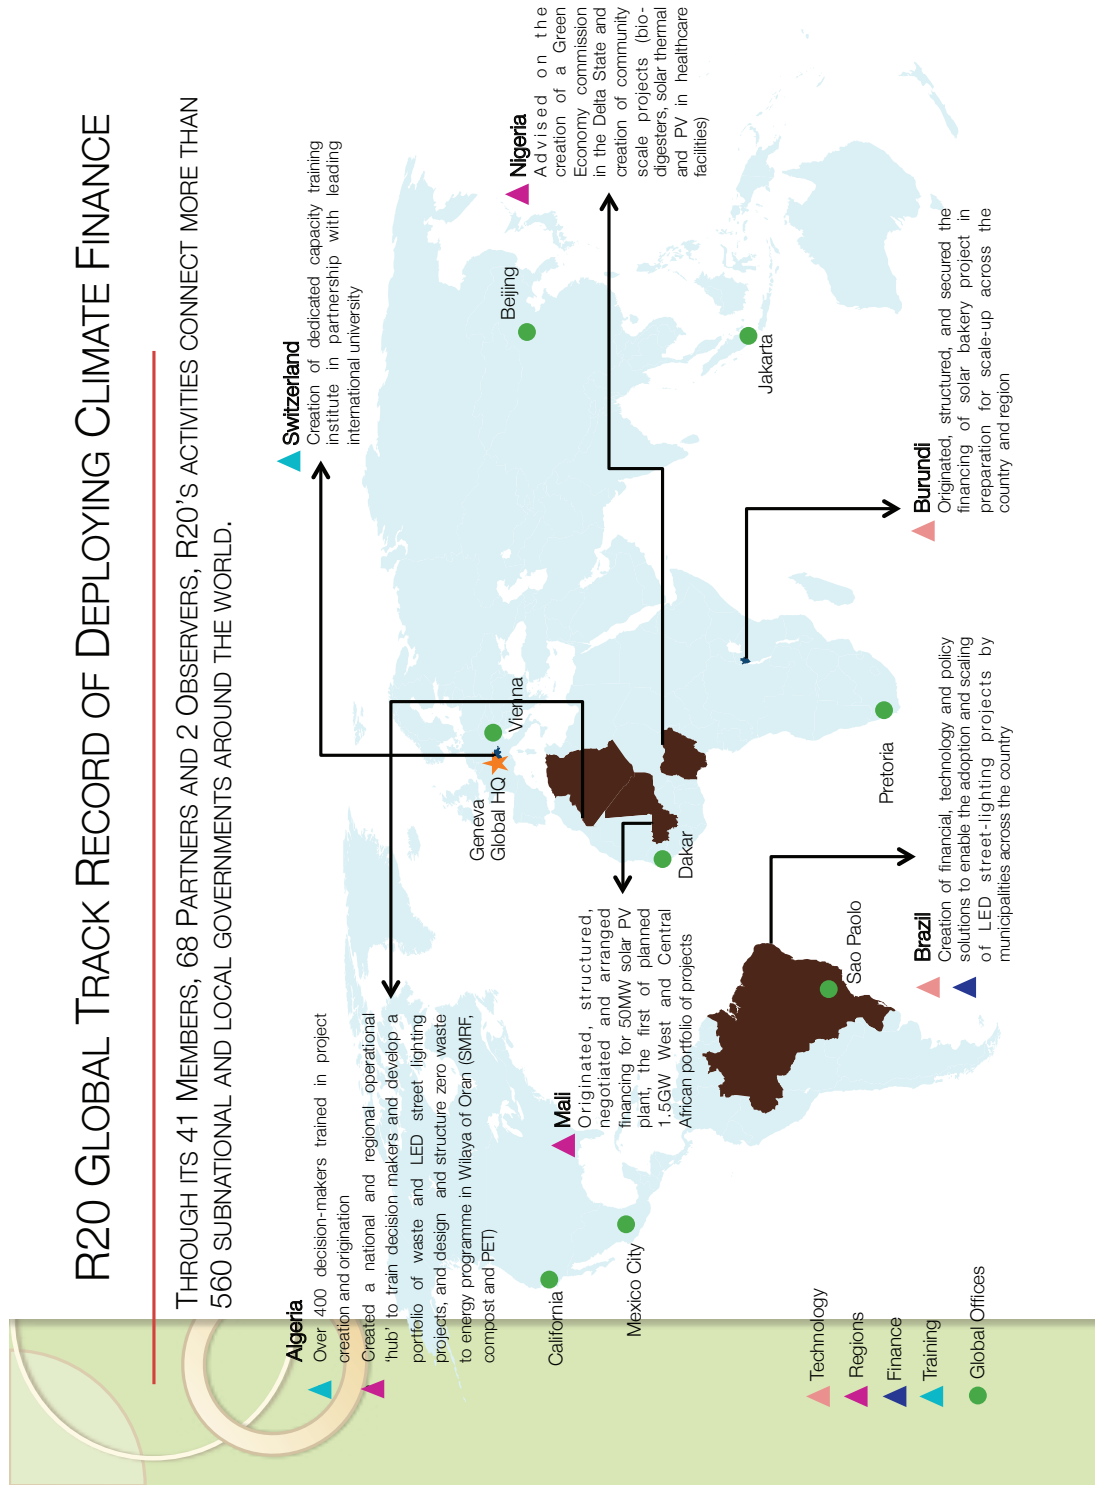 R20 GLOBAL TRACK RECORD OF DEPLOYING CLIMATE FINANCE
THROUGH ITS 41 MEMBERS, 68 PARTNERS AND 2 OBSERVERS, R20'S ACTIVITIES CONNECT MORE THAN
560 SUBNATIONAL AND LOCAL GOVERNMENTS AROUND THE WORLD.
Algeria
Over 400 decision-makers trained in project
creation and origination
Created a national and regional operational
'hub' to train decision makers and develop a
portfolio of waste and LED street lighting
projects, and design and structure zero waste
to energy programme in Wilaya of Oran (SMRF,
compost and PET)
Switzerland
Creation of dedicated capacity training
institute in partnership with leading
international university
Nigeria
Advised on the
creation of a Green
Economy commission
in the Delta State and
creation of community
scale projects (bio-
digesters, solar thermal
and PV in healthcare
facilities)
Mali
Originated, structured,
negotiated and arranged
financing for 50MW solar PV
plant, the first of planned
1.5GW West and Central
African portfolio of projects
Geneva
Global HQ
Vienna
Beijing
California
Mexico City
Dakar
Jakarta
Sao Paolo
Pretoria
Brazil
Creation of financial, technology and policy
solutions to enable the adoption and scaling
of LED street-lighting projects by
municipalities across the country
Burundi
Originated, structured, and secured the
financing of solar bakery project in
preparation for scale-up across the
country and region
Technology
Regions
Finance
Training
Global Offices